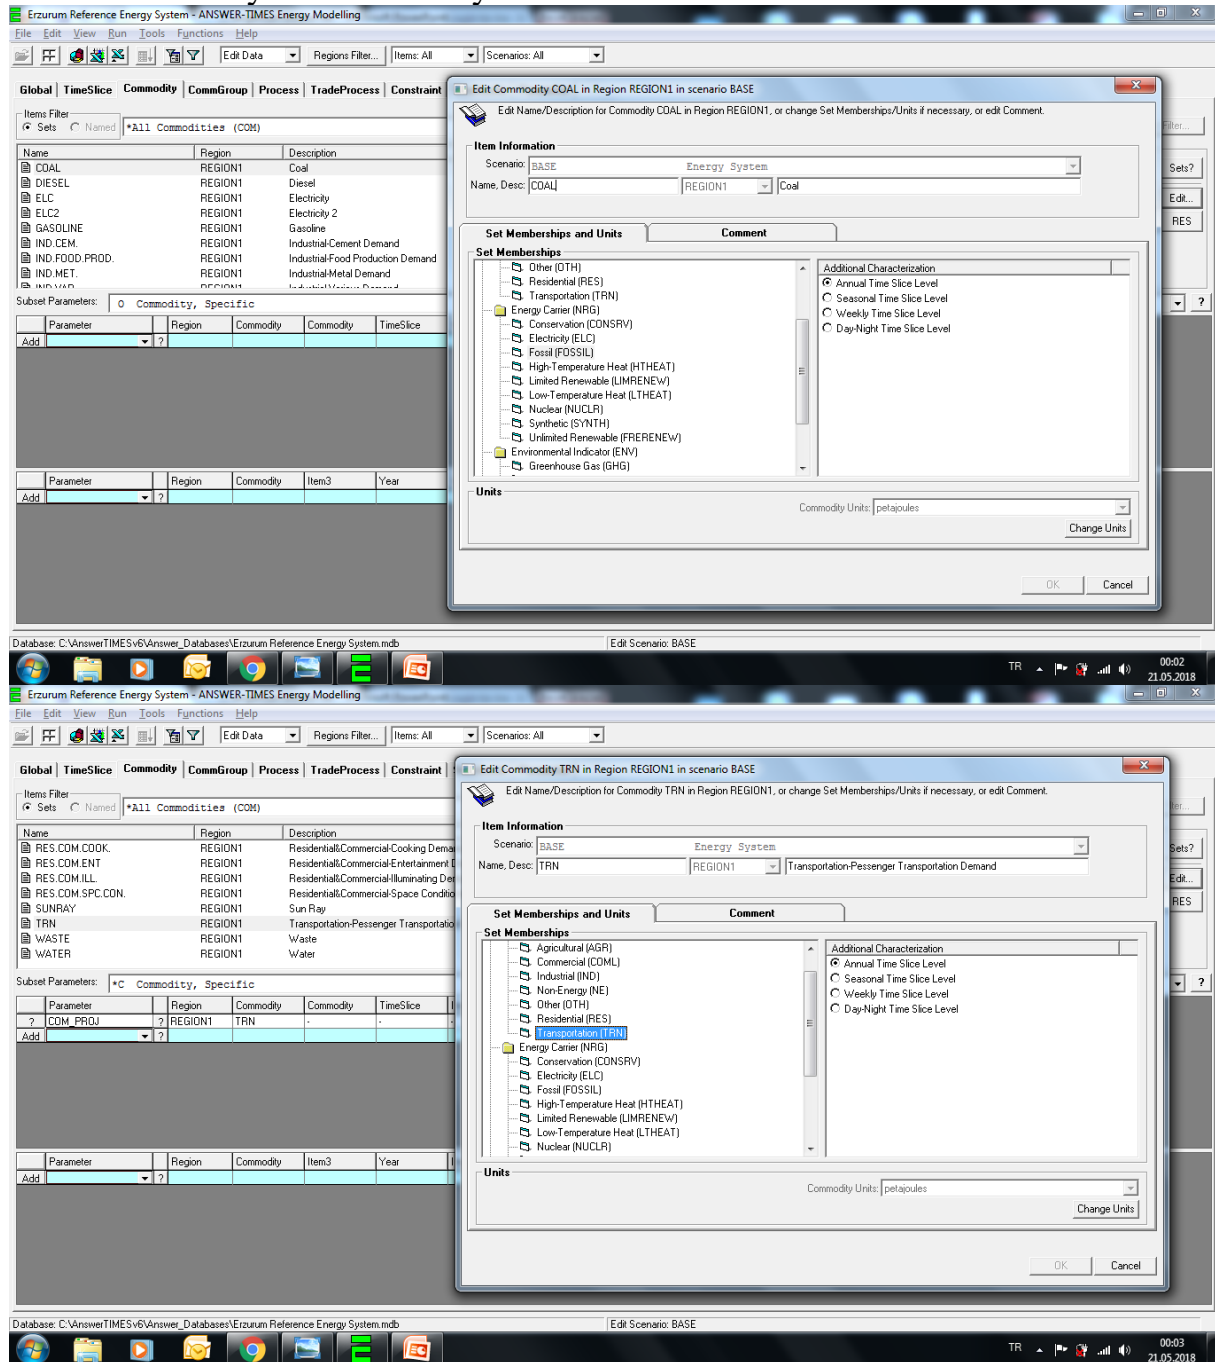 Erzurum Reference Energy System - ANSWER-TIMES Energy Modelling
File Edit View Run Tools Functions Help
Edit Data Regions Filter... Items: All Scenarios: All
Global TimeSlice Commodity CommGroup Process TradeProcess Constraint
Items Filter
Sets Named *All Commodities (COM)
Name Region Description
COAL REGION1 Coal
DIESEL REGION1 Diesel
ELC REGION1 Electricity
ELC2 REGION1 Electricity 2
GASOLINE REGION1 Gasoline
IND.CEM. REGION1 Industrial-Cement Demand
IND.FOOD.PROD. REGION1 Industrial-Food Production Demand
IND.MET. REGION1 Industrial-Metal Demand
IND.VAR. REGION1 Industrial-Various Demand
Subset Parameters: O Commodity, Specific
Parameter Region Commodity Commodity TimeSlice
Add ?
Parameter Region Commodity Item3 Year
Add ?
Edit Commodity COAL in Region REGION1 in scenario BASE
Edit Name/Description for Commodity COAL in Region REGION1, or change Set Memberships/Units if necessary, or edit Comment.
Item Information
Scenario: BASE Energy System
Name, Desc: COAL REGION1 Coal
Set Memberships and Units Comment
Set Memberships
Other (OTH)
Residential (RES)
Transportation (TRN)
Energy Carrier (NRG)
Conservation (CONSRV)
Electricity (ELC)
Fossil (FOSSIL)
High-Temperature Heat (HTHEAT)
Limited Renewable (LIMRENEW)
Low-Temperature Heat (LTHEAT)
Nuclear (NUCLR)
Synthetic (SYNTH)
Unlimited Renewable (FRERENEW)
Environmental Indicator (ENV)
Greenhouse Gas (GHG)
Additional Characterization
Annual Time Slice Level
Seasonal Time Slice Level
Weekly Time Slice Level
Day-Night Time Slice Level
Units
Commodity Units: petajoules
Change Units
OK Cancel
Filter...
Sets?
Edit...
RES
?
Database: C:\AnswerTIMESv6\Answer_Databases\Erzurum Reference Energy System.mdb Edit Scenario: BASE
TR 00:02
21.05.2018
Erzurum Reference Energy System - ANSWER-TIMES Energy Modelling
File Edit View Run Tools Functions Help
Edit Data Regions Filter... Items: All Scenarios: All
Global TimeSlice Commodity CommGroup Process TradeProcess Constraint
Items Filter
Sets Named *All Commodities (COM)
Name Region Description
RES.COM.COOK. REGION1 Residential&Commercial-Cooking Dema
RES.COM.ENT REGION1 Residential&Commercial-Entertainment D
RES.COM.ILL. REGION1 Residential&Commercial-Illuminating Der
RES.COM.SPC.CON. REGION1 Residential&Commercial-Space Conditio
SUNRAY REGION1 Sun Ray
TRN REGION1 Transportation-Pessenger Transportatio
WASTE REGION1 Waste
WATER REGION1 Water
Subset Parameters: *C Commodity, Specific
Parameter Region Commodity Commodity TimeSlice
? COM_PROJ ? REGION1 TRN - -
Add ?
Parameter Region Commodity Item3 Year
Add ?
Edit Commodity TRN in Region REGION1 in scenario BASE
Edit Name/Description for Commodity TRN in Region REGION1, or change Set Memberships/Units if necessary, or edit Comment.
Item Information
Scenario: BASE Energy System
Name, Desc: TRN REGION1 Transportation-Pessenger Transportation Demand
Set Memberships and Units Comment
Set Memberships
Agricultural (AGR)
Commercial (COML)
Industrial (IND)
Non-Energy (NE)
Other (OTH)
Residential (RES)
Transportation (TRN)
Energy Carrier (NRG)
Conservation (CONSRV)
Electricity (ELC)
Fossil (FOSSIL)
High-Temperature Heat (HTHEAT)
Limited Renewable (LIMRENEW)
Low-Temperature Heat (LTHEAT)
Nuclear (NUCLR)
Additional Characterization
Annual Time Slice Level
Seasonal Time Slice Level
Weekly Time Slice Level
Day-Night Time Slice Level
Units
Commodity Units: petajoules
Change Units
OK Cancel
Sets?
Edit...
RES
?
Database: C:\AnswerTIMESv6\Answer_Databases\Erzurum Reference Energy System.mdb Edit Scenario: BASE
TR 00:03
21.05.2018